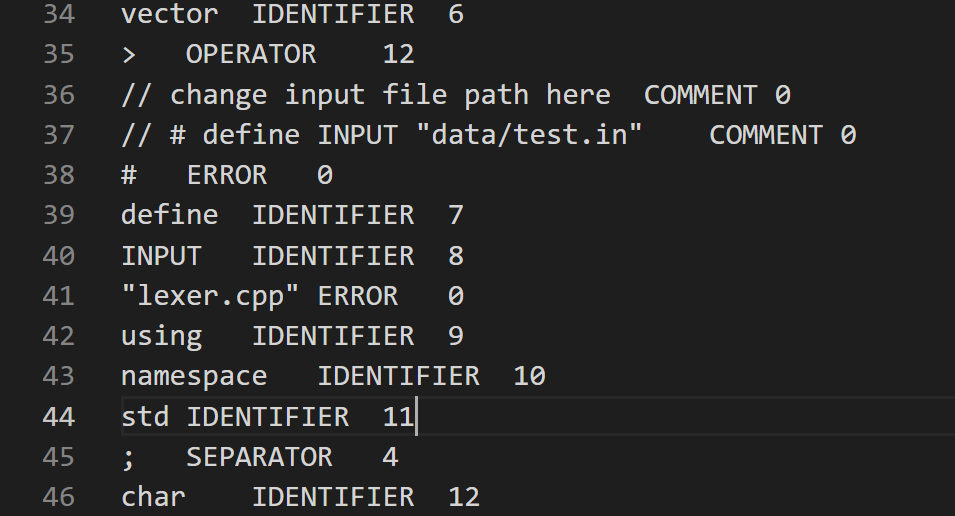 34 vector IDENTIFIER 6
35 > OPERATOR 12
36 // change input file path here COMMENT 0
37 // # define INPUT "data/test.in" COMMENT 0
38 # ERROR 0
39 define IDENTIFIER 7
40 INPUT IDENTIFIER 8
41 "lexer.cpp" ERROR 0
42 using IDENTIFIER 9
43 namespace IDENTIFIER 10
44 std IDENTIFIER 11
45 ; SEPARATOR 4
46 char IDENTIFIER 12